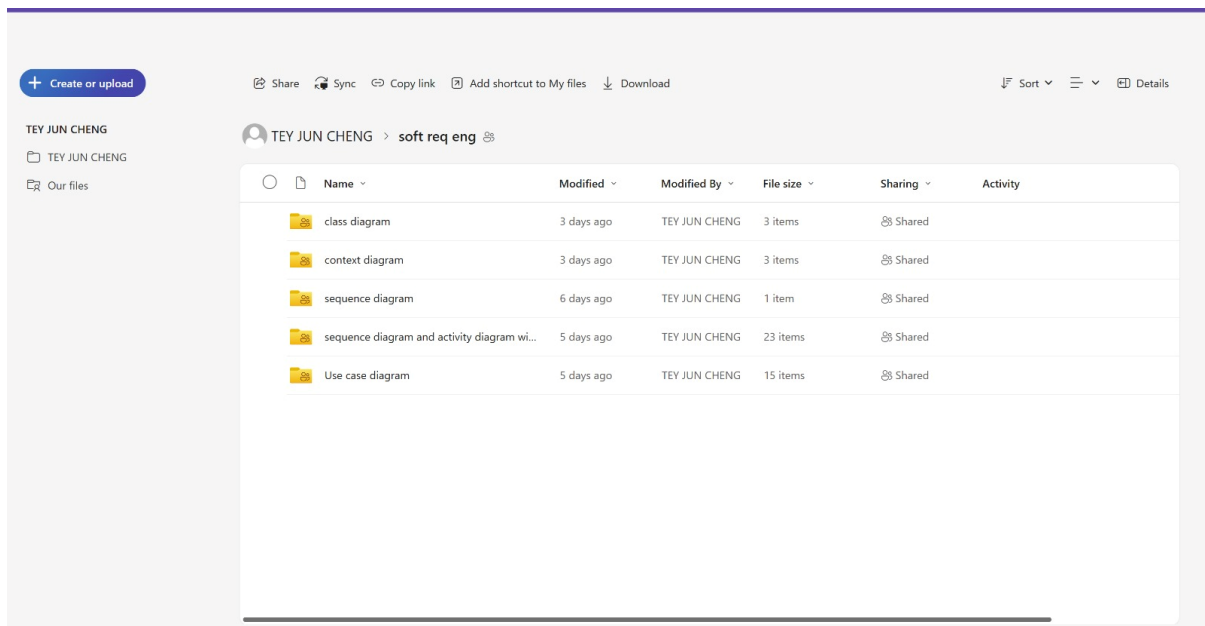 Create or upload
Share Sync Copy link Add shortcut to My files Download Sort Details
TEY JUN CHENG
TEY JUN CHENG
Our files
TEY JUN CHENG > soft req eng
Name Modified Modified By File size Sharing Activity
class diagram 3 days ago TEY JUN CHENG 3 items Shared
context diagram 3 days ago TEY JUN CHENG 3 items Shared
sequence diagram 6 days ago TEY JUN CHENG 1 item Shared
sequence diagram and activity diagram wi... 5 days ago TEY JUN CHENG 23 items Shared
Use case diagram 5 days ago TEY JUN CHENG 15 items Shared